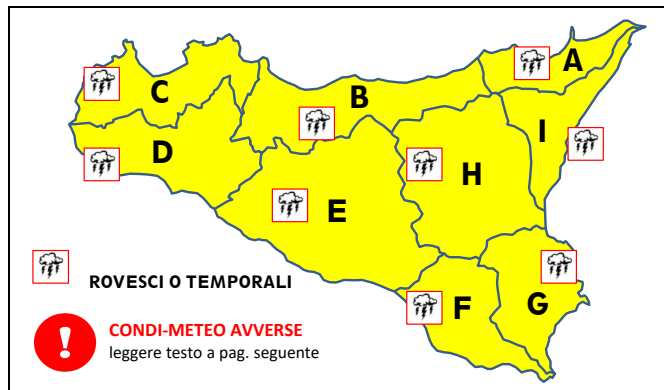 A
C
B
I
D
H
E
ROVESCI O TEMPORALI
F
G
!
CONDI-METEO AVVERSE
leggere testo a pag. seguente